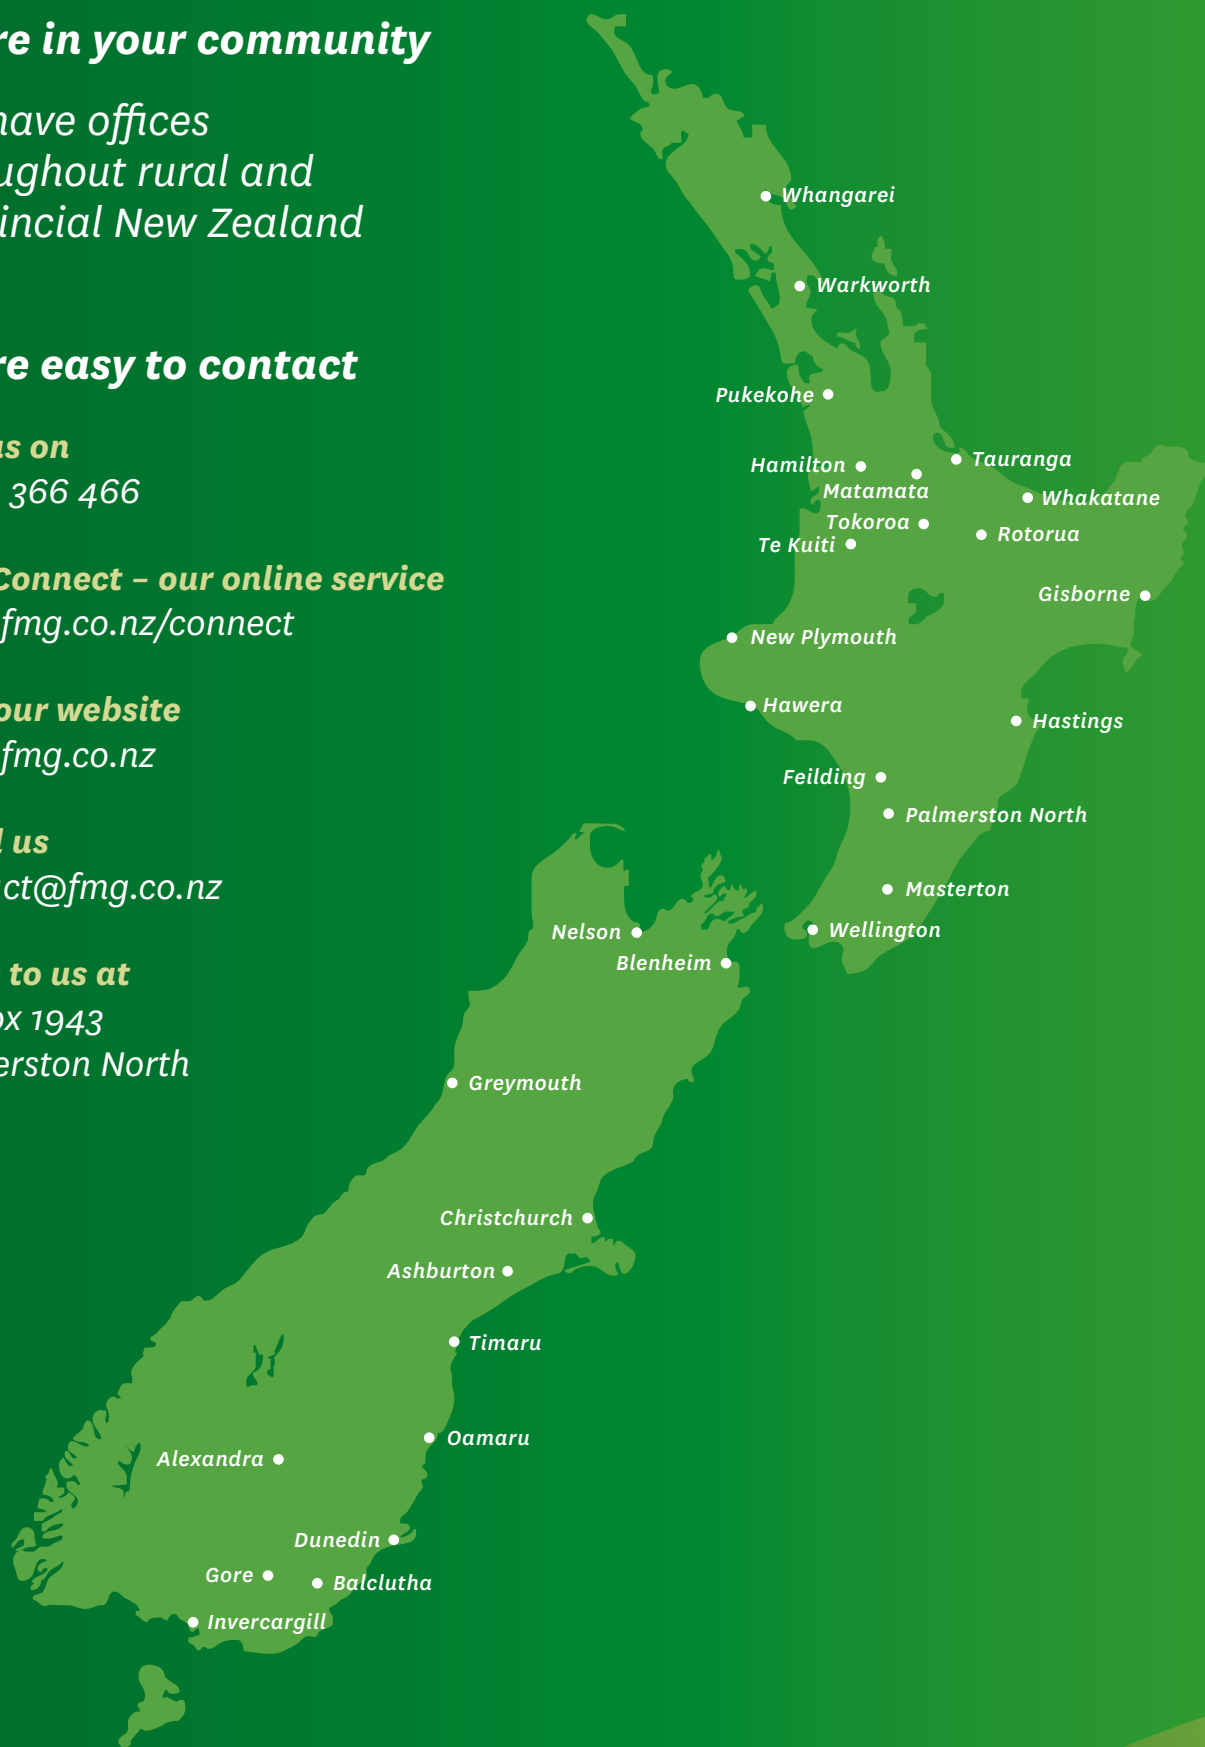 re in your community
have offices
ughout rural and
incial New Zealand
re easy to contact
us on
366 466
Connect – our online service
fmg.co.nz/connect
our website
fmg.co.nz
l us
act@fmg.co.nz
to us at
ox 1943
erston North
Whangarei
Warkworth
Pukekohe
Hamilton
Tauranga
Matamata
Whakatane
Tokoroa
Rotorua
Te Kuiti
Gisborne
New Plymouth
Hawera
Hastings
Feilding
Palmerston North
Masterton
Wellington
Nelson
Blenheim
Greymouth
Christchurch
Ashburton
Timaru
Oamaru
Alexandra
Dunedin
Gore
Balclutha
Invercargill